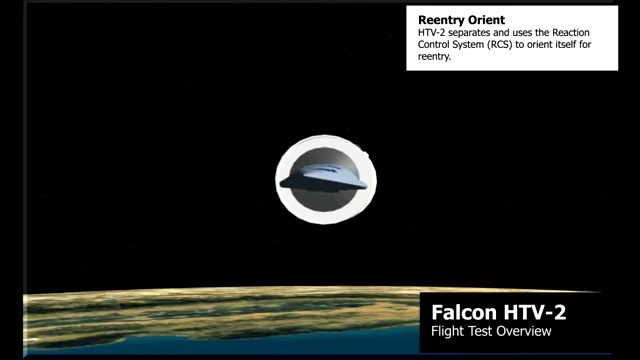 Reentry Orient
HTV-2 separates and uses the Reaction
Control System (RCS) to orient itself for
reentry.
Falcon HTV-2
Flight Test Overview